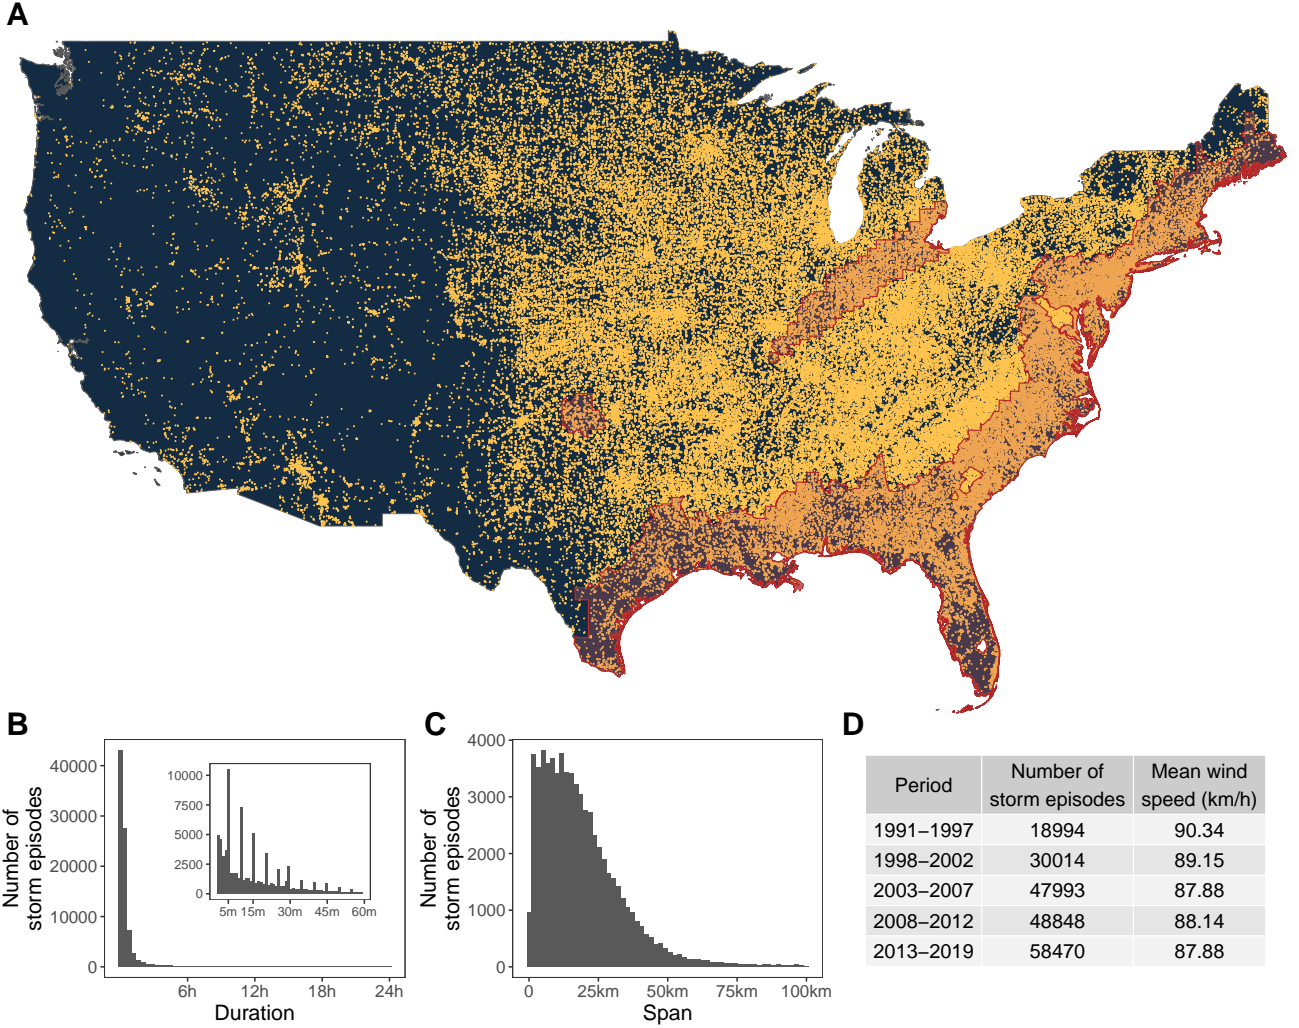 A
B
Number of
storm episodes
40000
30000
20000
10000
0
6h
12h
18h
24h
Duration
10000
7500
5000
2500
0
5m
15m
30m
45m
60m
C
Number of
storm episodes
4000
3000
2000
1000
0
0
25km
50km
75km
100km
Span
D
Period
Number of
storm episodes
Mean wind
speed (km/h)
1991–1997 18994 90.34
1998–2002 30014 89.15
2003–2007 47993 87.88
2008–2012 48848 88.14
2013–2019 58470 87.88